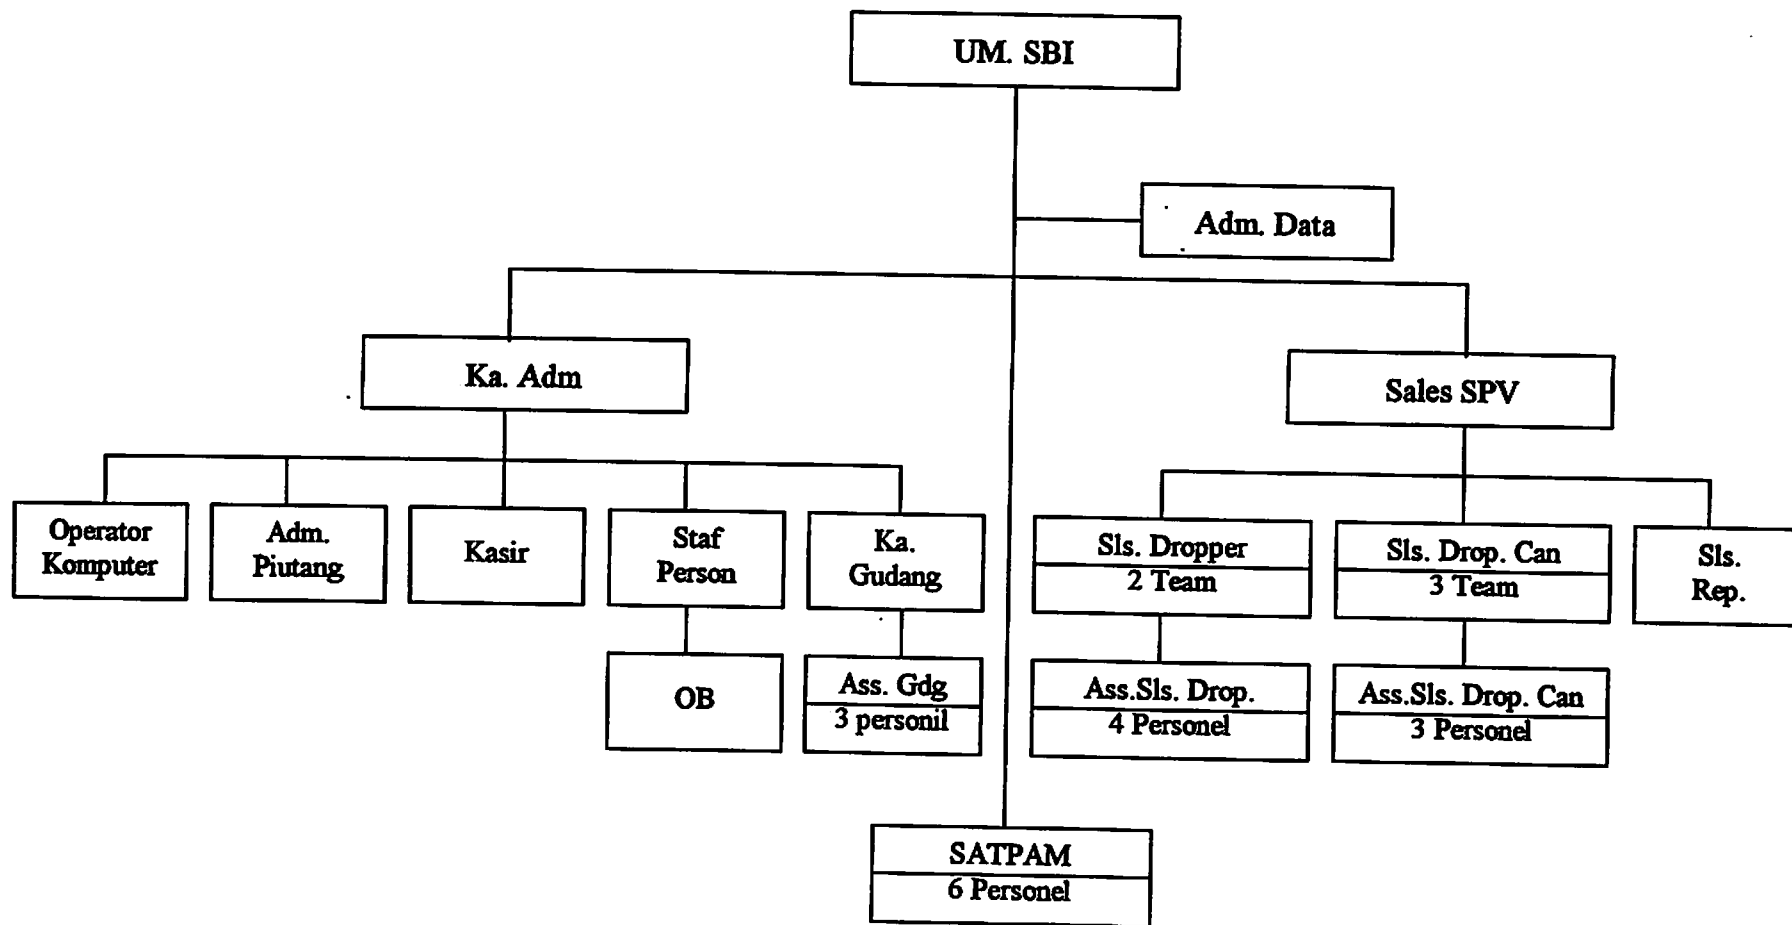 UM. SBI
Adm. Data
Ka. Adm
Sales SPV
Operator
Komputer
Adm.
Piutang
Kasir
Staf
Person
Ka.
Gudang
Sls. Dropper
2 Team
Sls. Drop. Can
3 Team
Sls.
Rep.
OB
Ass. Gdg
3 personil
Ass.Sls. Drop.
4 Personel
Ass.Sls. Drop. Can
3 Personel
SATPAM
6 Personel